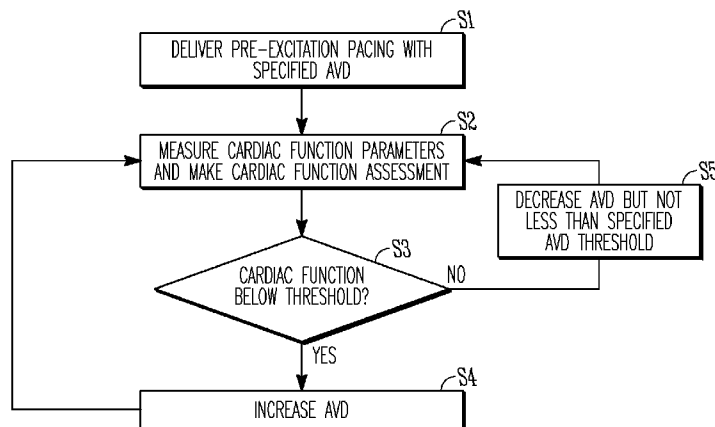 S1
DELIVER PRE-EXCITATION PACING WITH
SPECIFIED AVD
S2
MEASURE CARDIAC FUNCTION PARAMETERS
AND MAKE CARDIAC FUNCTION ASSESSMENT
S5
DECREASE AVD BUT NOT
LESS THAN SPECIFIED
AVD THRESHOLD
S3
CARDIAC FUNCTION
BELOW THRESHOLD?
NO
YES
S4
INCREASE AVD